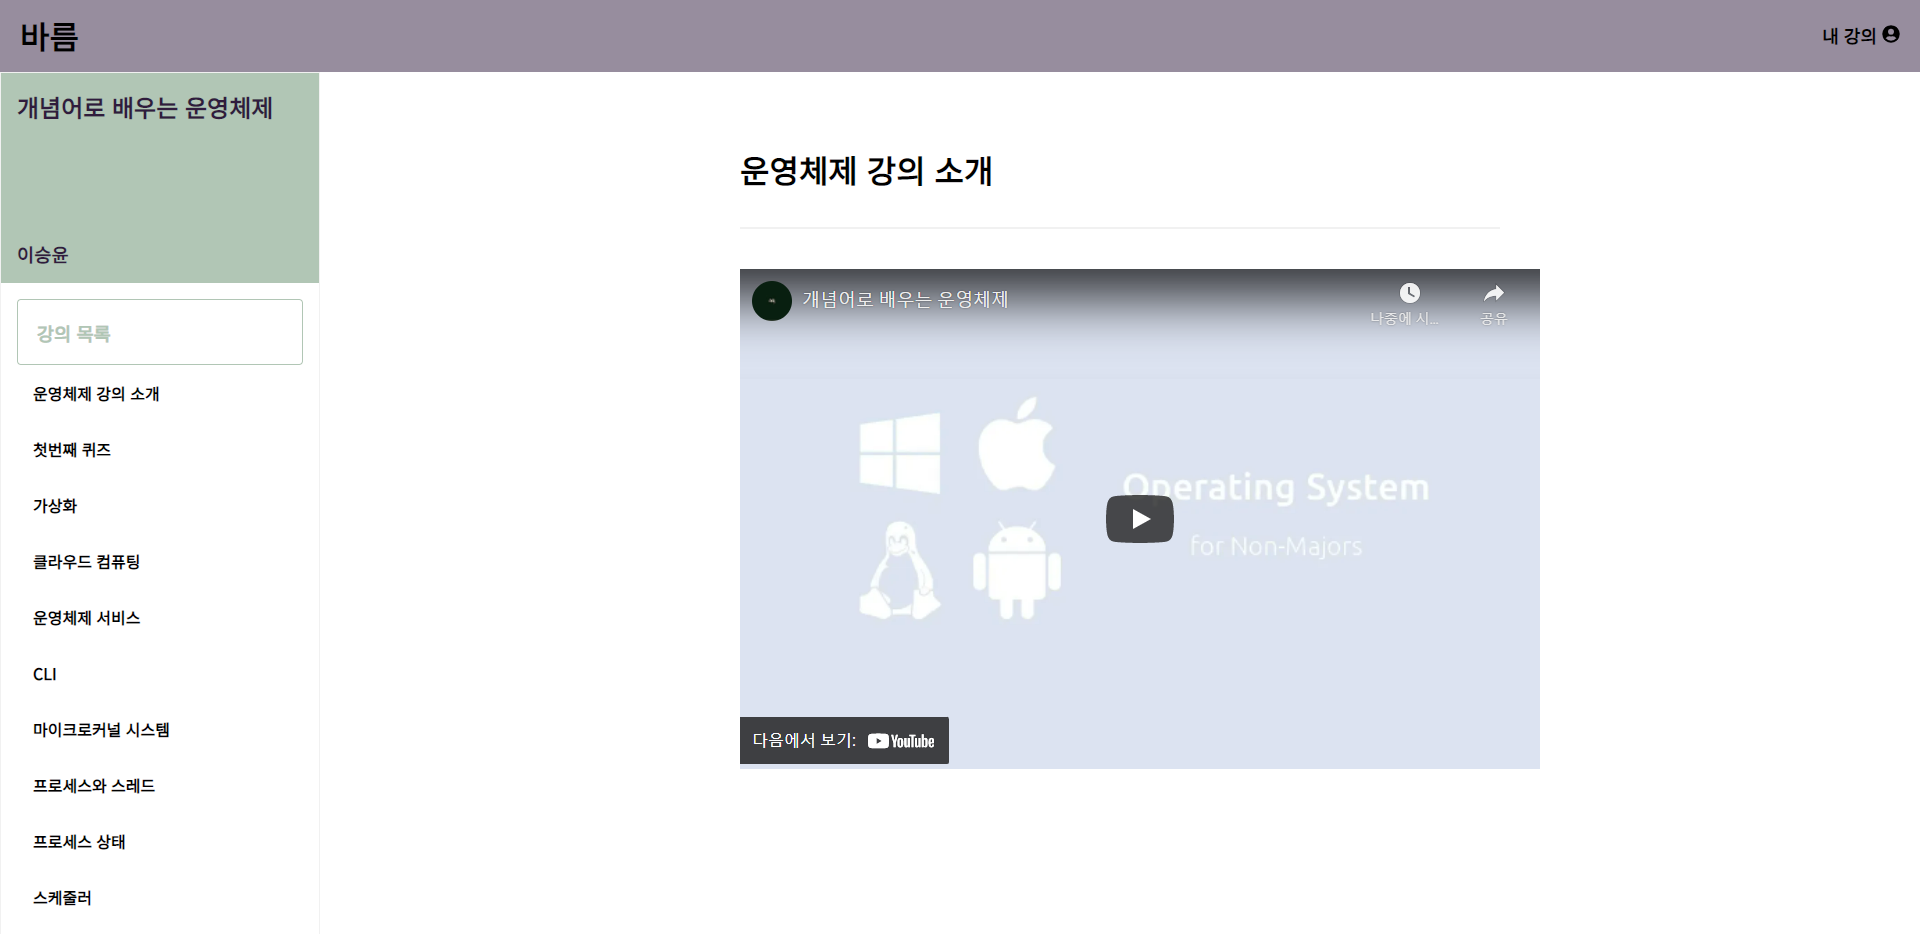 바름
내 강의
개념어로 배우는 운영체제
이승윤
강의 목록
운영체제 강의 소개
첫번째 퀴즈
가상화
클라우드 컴퓨팅
운영체제 서비스
CLI
마이크로커널 시스템
프로세스와 스레드
프로세스 상태
스케줄러
운영체제 강의 소개
개념어로 배우는 운영체제
나중에 시...
공유
Operating System
for Non-Majors
다음에서 보기: YouTube